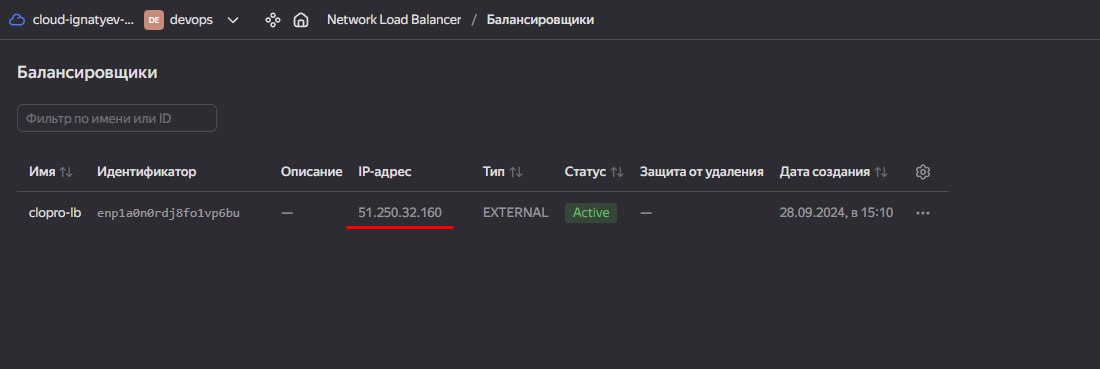 cloud-ignatyev-... DE devops Network Load Balancer / Балансировщики
Балансировщики
Фильтр по имени или ID
Имя Идентификатор Описание IP-адрес Тип Статус Защита от удаления Дата создания
clopro-lb enp1a0n0rdj8fo1vp6bu — 51.250.32.160 EXTERNAL Active — 28.09.2024, в 15:10 ...